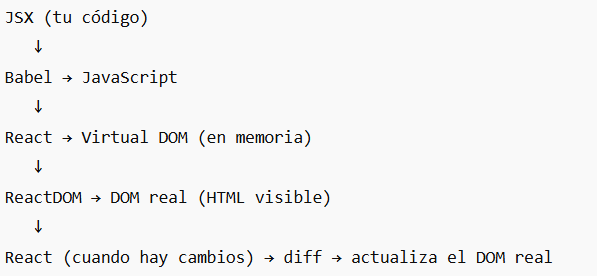 JSX (tu código)
↓
Babel → JavaScript
↓
React → Virtual DOM (en memoria)
↓
ReactDOM → DOM real (HTML visible)
↓
React (cuando hay cambios) → diff → actualiza el DOM real